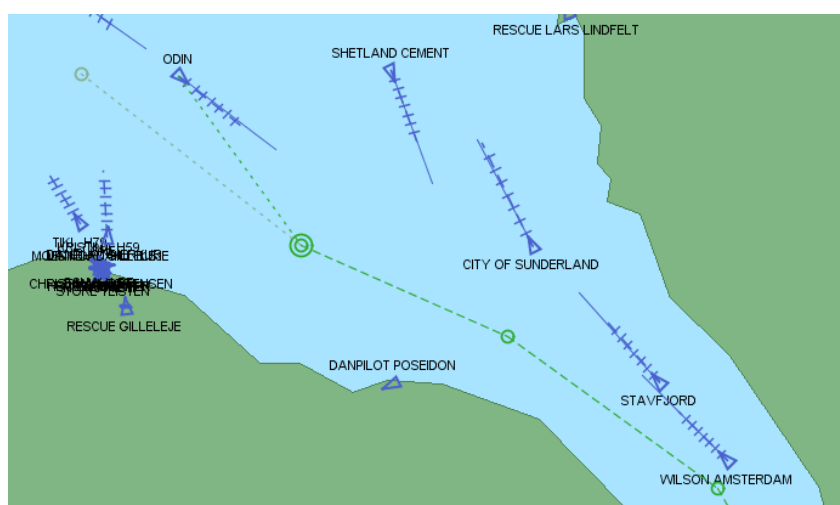 RESCUE LARS LINDFELT
SHETLAND CEMENT
ODIN
CITY OF SUNDERLAND
RESCUE GILLELEJE
DANPILOT POSEIDON
STAVFJORD
WILSON AMSTERDAM